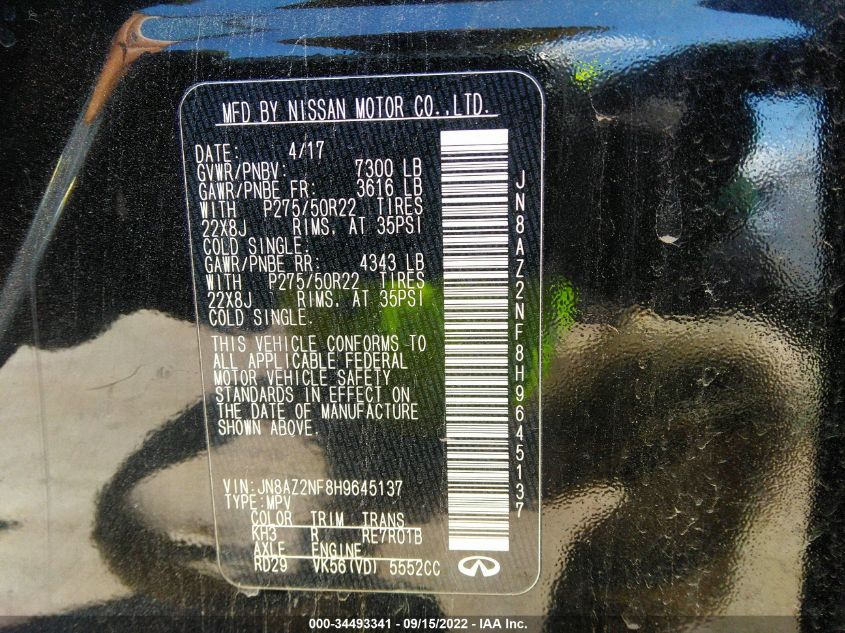 MFD BY NISSAN MOTOR CO.,LTD.
DATE: 4/17
GVWR/PNBV: 7300 LB
GAWR/PNBE FR: 3616 LB
WITH P275/50R22 TIRES
22X8J RIMS. AT 35PSI
COLD SINGLE.
GAWR/PNBE RR: 4343 LB
WITH P275/50R22 TIRES
22X8J RIMS. AT 35PSI
COLD SINGLE.
THIS VEHICLE CONFORMS TO
ALL APPLICABLE FEDERAL
MOTOR VEHICLE SAFETY
STANDARDS IN EFFECT ON
THE DATE OF MANUFACTURE
SHOWN ABOVE.
VIN:JN8AZ2NF8H9645137
TYPE:MPV
COLOR TRIM TRANS
KH3 R RE7R01B
AXLE ENGINE
RD29 VK56(VD) 5552CC
JN8AZ2NF8H9645137
000-34493341 - 09/15/2022 - IAA Inc.